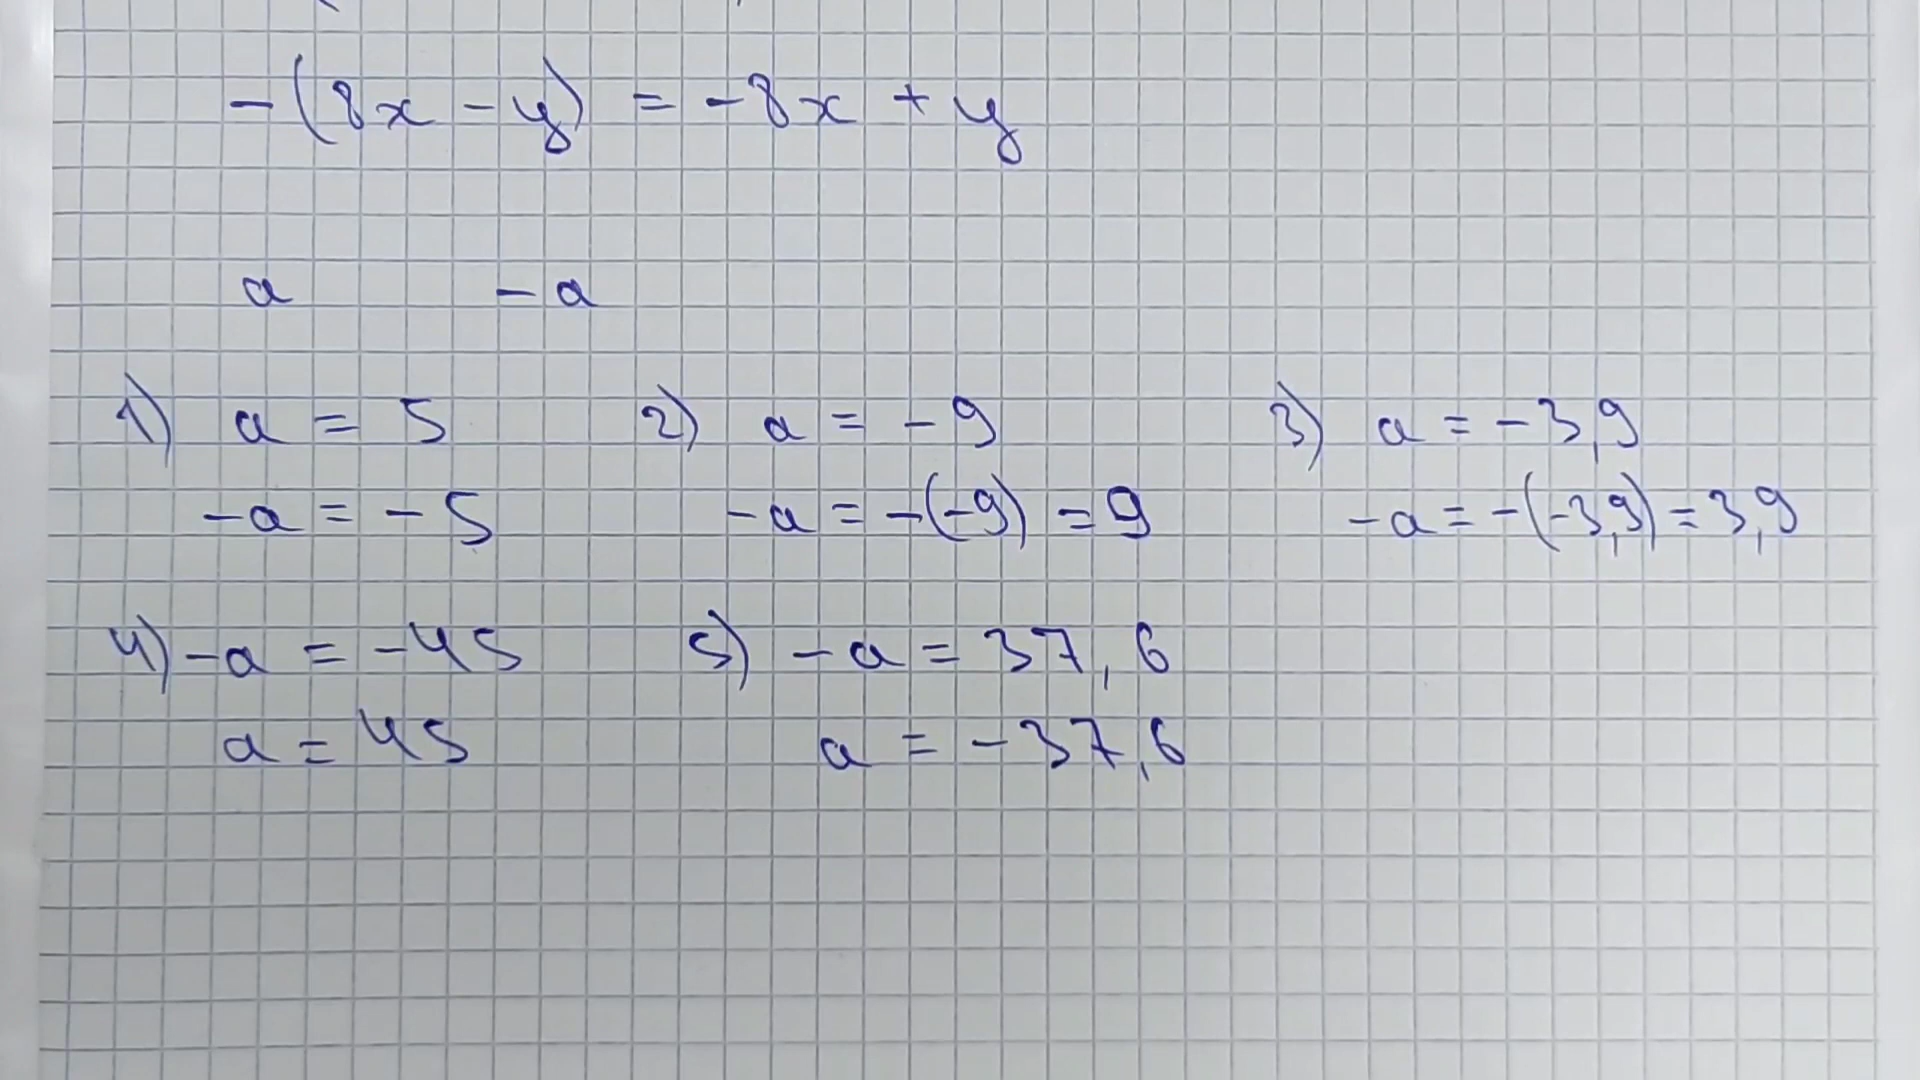 -(8x - y) = -8x + y
a -a
1) a = 5 2) a = -9 3) a = -3,9
-a = -5 -a = -(-9) = 9 -a = -(-3,9) = 3,9
4) -a = -45 5) -a = 37,6
a = 45 a = -37,6